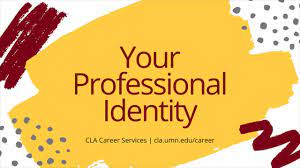 Your
Professional
Identity
CLA Career Services | cla.umn.edu/career